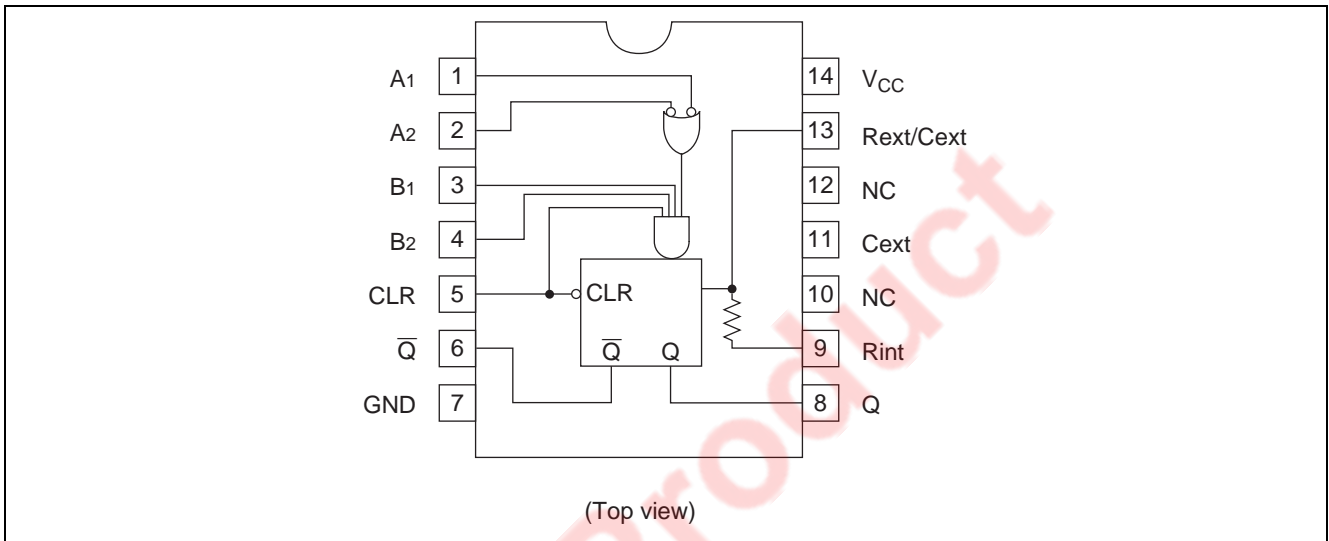 A1 1
A2 2
B1 3
B2 4
CLR 5
Q̅ 6
GND 7
14 VCC
13 Rext/Cext
12 NC
11 Cext
10 NC
9 Rint
8 Q
CLR
Q̅ Q
(Top view)
Product